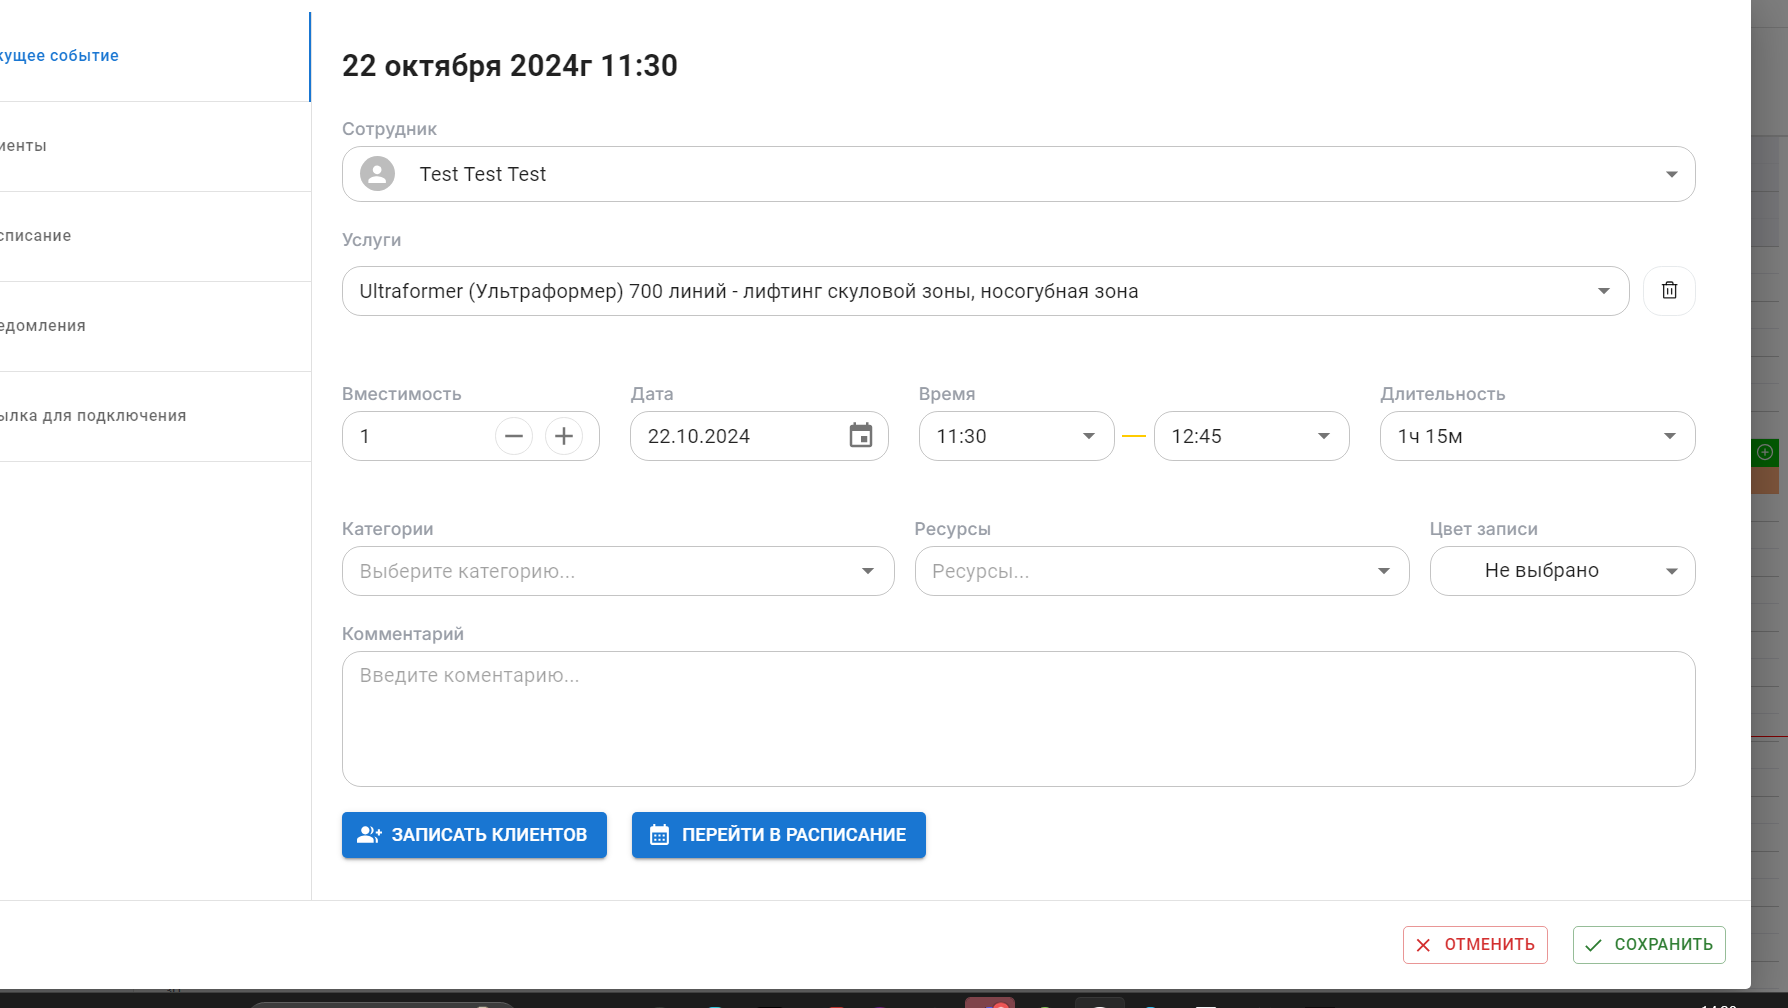 кущее событие
иенты
списание
едомления
ылка для подключения
22 октября 2024г 11:30
Сотрудник
Test Test Test
Услуги
Ultraformer (Ультраформер) 700 линий - лифтинг скуловой зоны, носогубная зона
Вместимость Дата Время Длительность
1 22.10.2024 11:30 — 12:45 1ч 15м
Категории Ресурсы Цвет записи
Выберите категорию... Ресурсы... Не выбрано
Комментарий
Введите коментарию...
ЗАПИСАТЬ КЛИЕНТОВ ПЕРЕЙТИ В РАСПИСАНИЕ
ОТМЕНИТЬ СОХРАНИТЬ